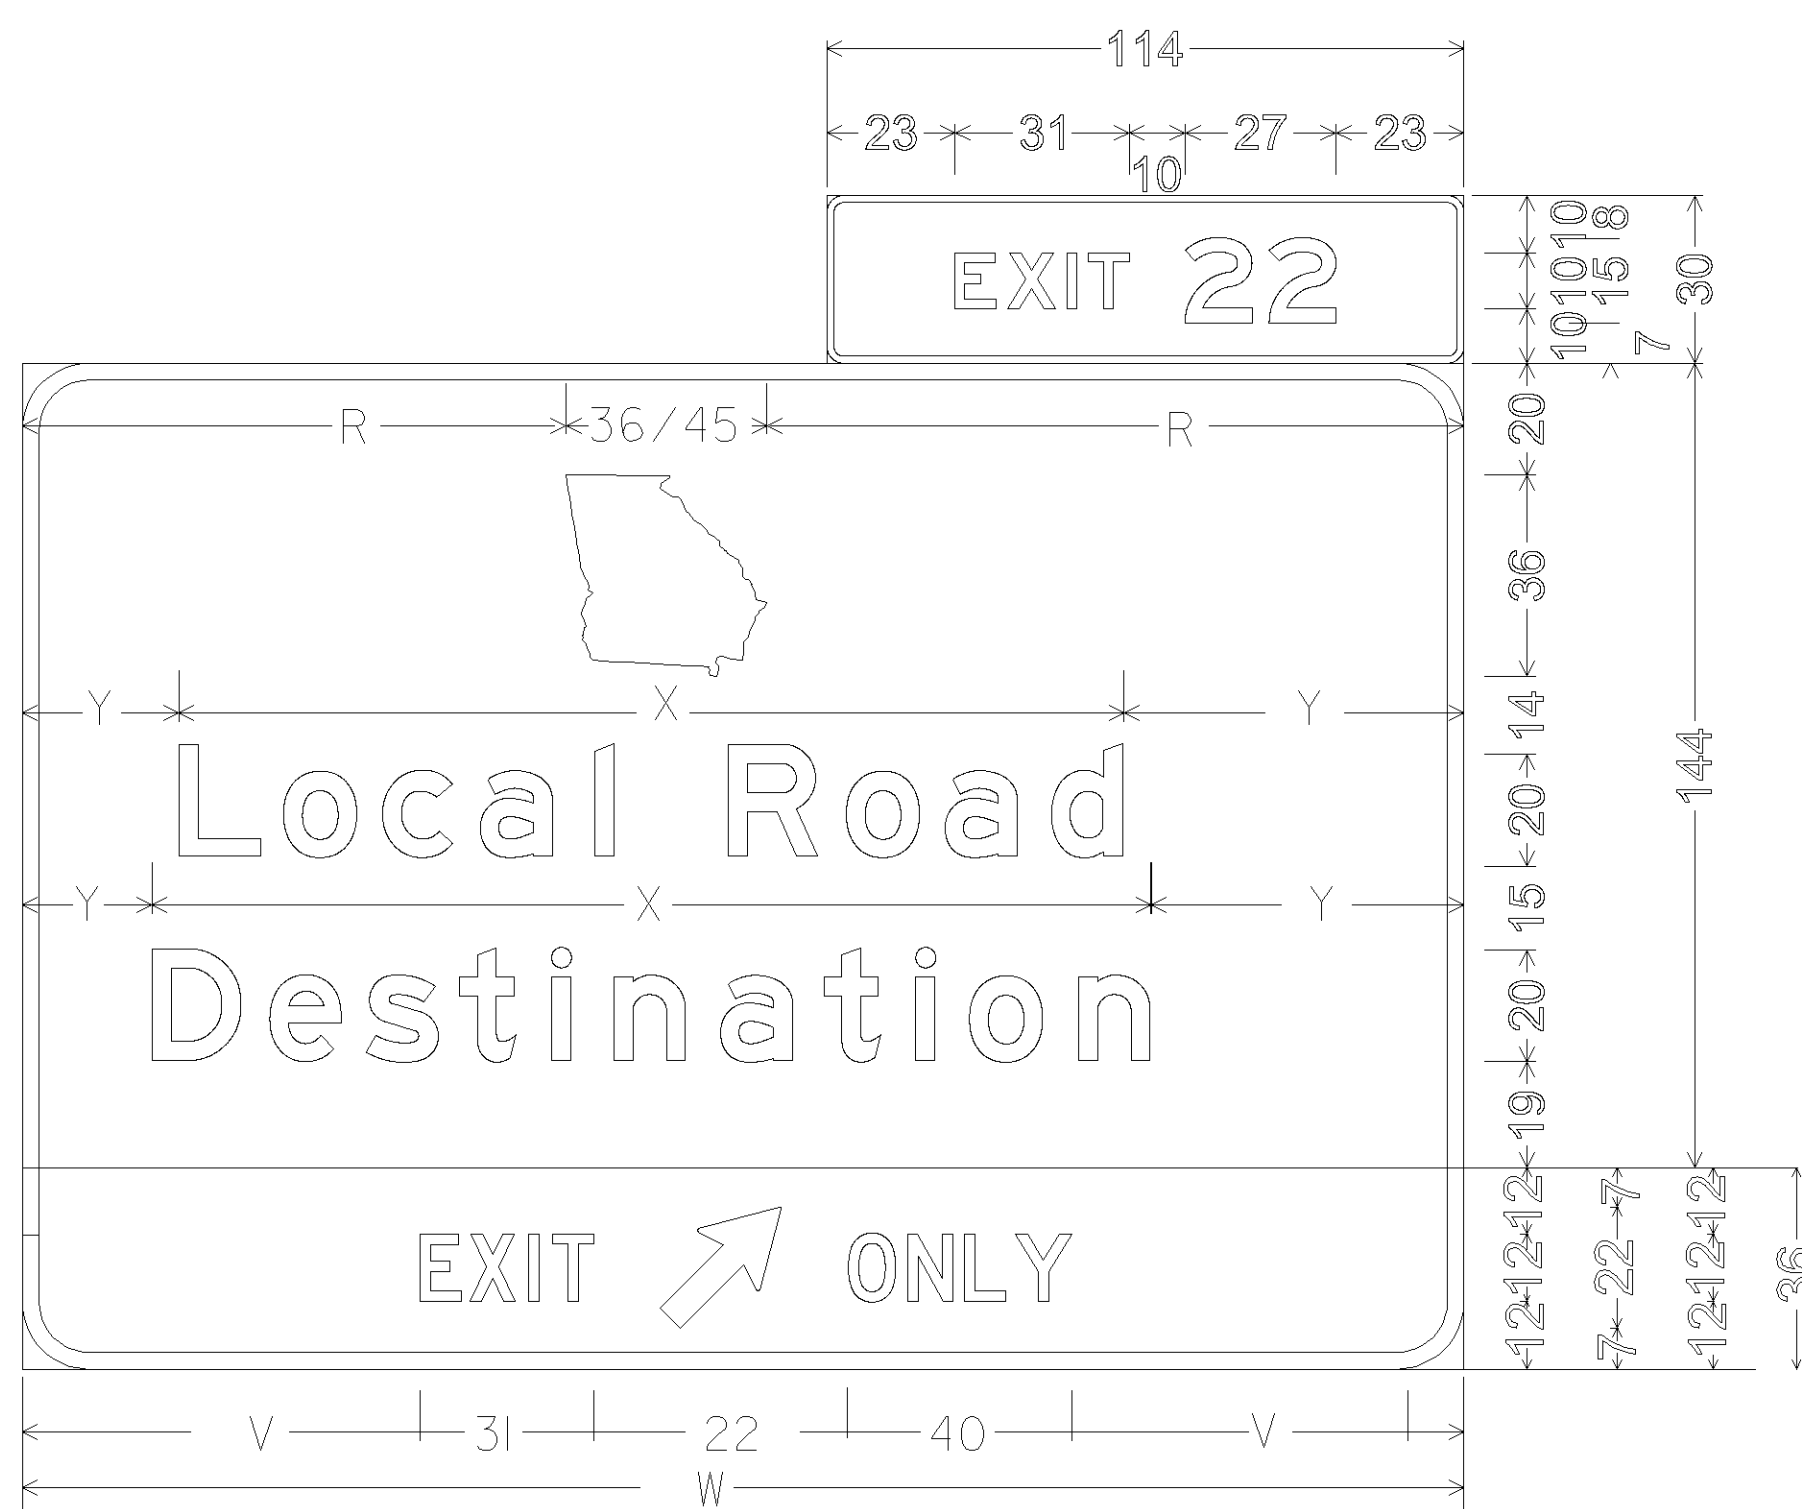 114
23 31 10 27 23
EXIT 22
10 8
10 15 30
10 7
R 36/45 R
20
36
Y X Y
14
Local Road
20
144
Y X Y
15
Destination
20
19
12 7 12
EXIT ONLY
12 22 12 36
12 7 12
V 31 22 40 V
W